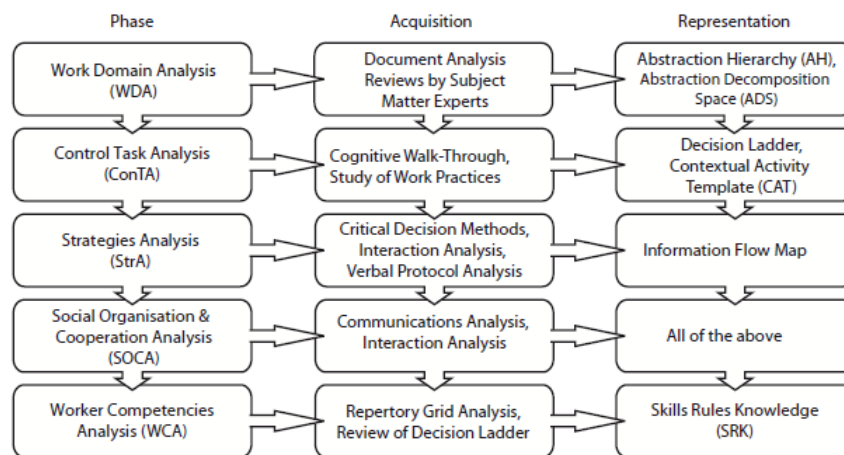 Phase
Acquisition
Representation
Work Domain Analysis
(WDA)
Document Analysis
Reviews by Subject
Matter Experts
Abstraction Hierarchy (AH),
Abstraction Decomposition
Space (ADS)
Control Task Analysis
(ConTA)
Cognitive Walk-Through,
Study of Work Practices
Decision Ladder,
Contextual Activity
Template (CAT)
Strategies Analysis
(StrA)
Critical Decision Methods,
Interaction Analysis,
Verbal Protocol Analysis
Information Flow Map
Social Organisation &
Cooperation Analysis
(SOCA)
Communications Analysis,
Interaction Analysis
All of the above
Worker Competencies
Analysis (WCA)
Repertory Grid Analysis,
Review of Decision Ladder
Skills Rules Knowledge
(SRK)